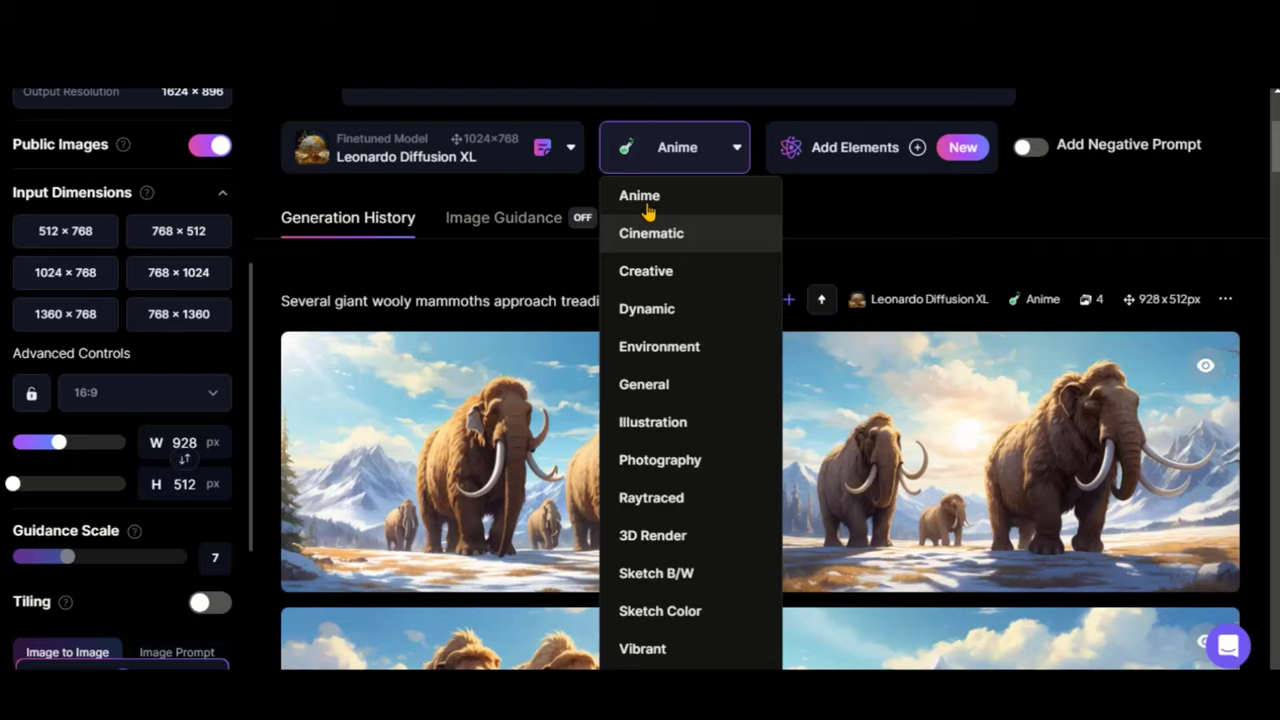 Output Resolution 1624 × 896
Public Images ?
Input Dimensions ?
512 × 768 768 × 512
1024 × 768 768 × 1024
1360 × 768 768 × 1360
Advanced Controls
16:9
W 928 px
H 512 px
Guidance Scale ?
7
Tiling ?
Image to Image Image Prompt
Finetuned Model 1024×768
Leonardo Diffusion XL
Anime
Add Elements New
Add Negative Prompt
Generation History Image Guidance OFF
Anime
Cinematic
Creative
Dynamic
Environment
General
Illustration
Photography
Raytraced
3D Render
Sketch B/W
Sketch Color
Vibrant
Several giant wooly mammoths approach treadi
Leonardo Diffusion XL Anime 4 928x512px ...